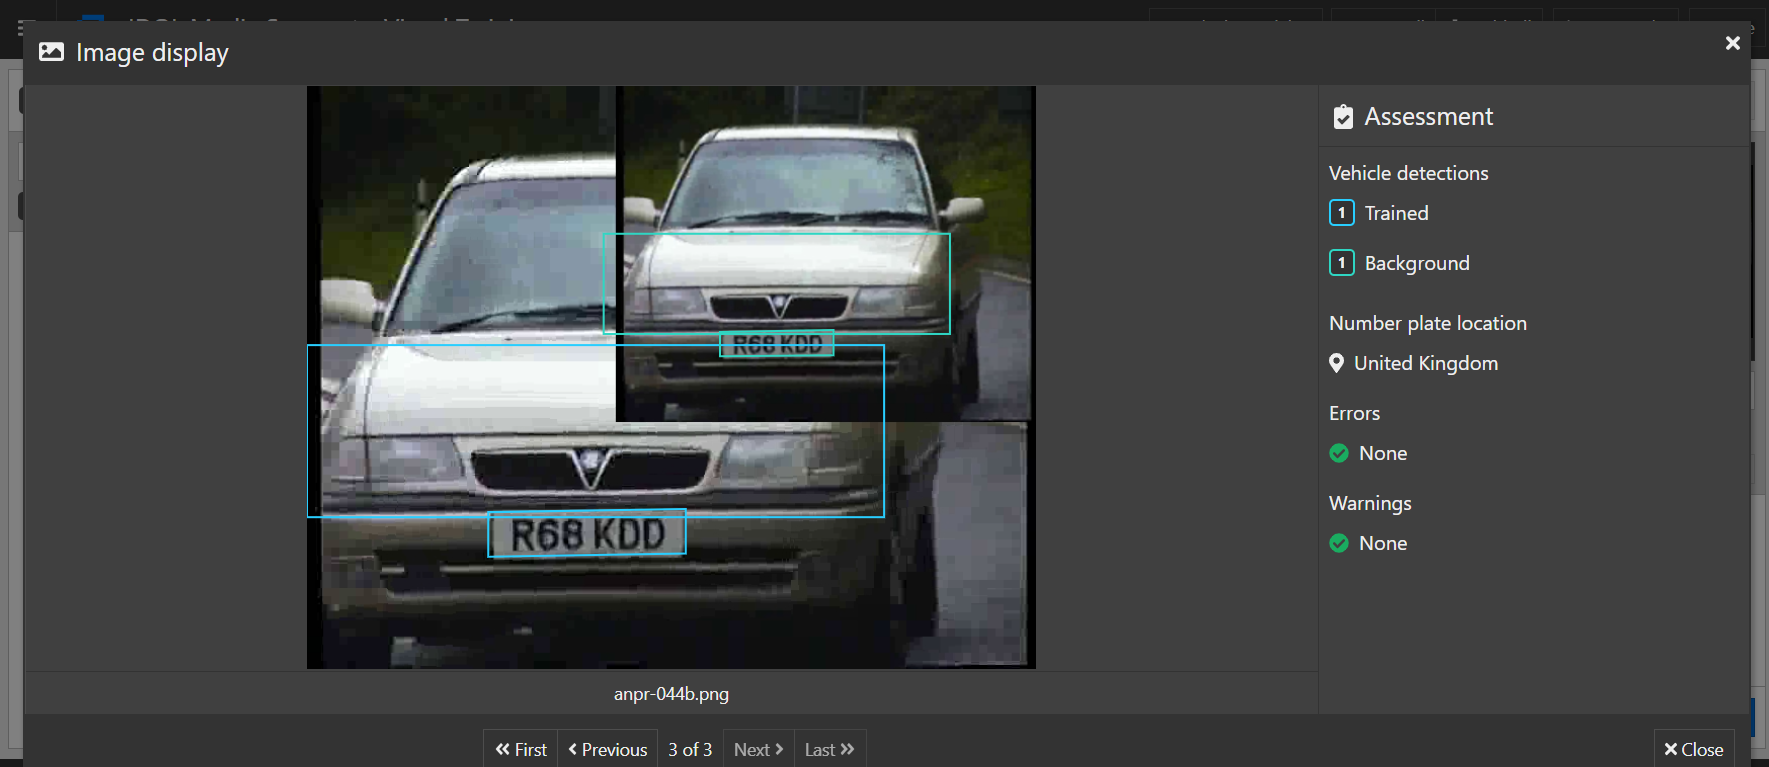 Image display
Assessment
Vehicle detections
1 Trained
1 Background
Number plate location
United Kingdom
Errors
None
Warnings
None
R68 KDD
R68 KDD
anpr-044b.png
First
Previous
3 of 3
Next
Last
Close